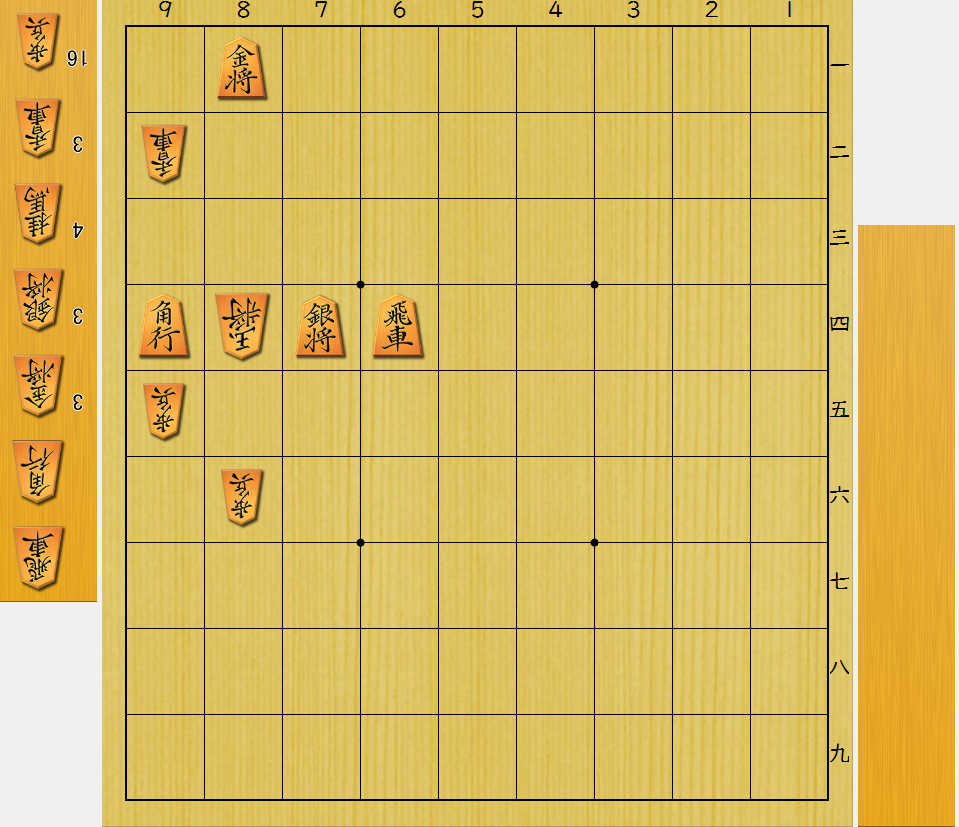 9 8 7 6 5 4 3 2 1
一
二
三
四
五
六
七
八
九
金将
香車
角行
王将
銀将
飛車
歩兵
歩兵
歩兵 16
香車 3
桂馬 4
銀将 3
金将 3
角行
飛車